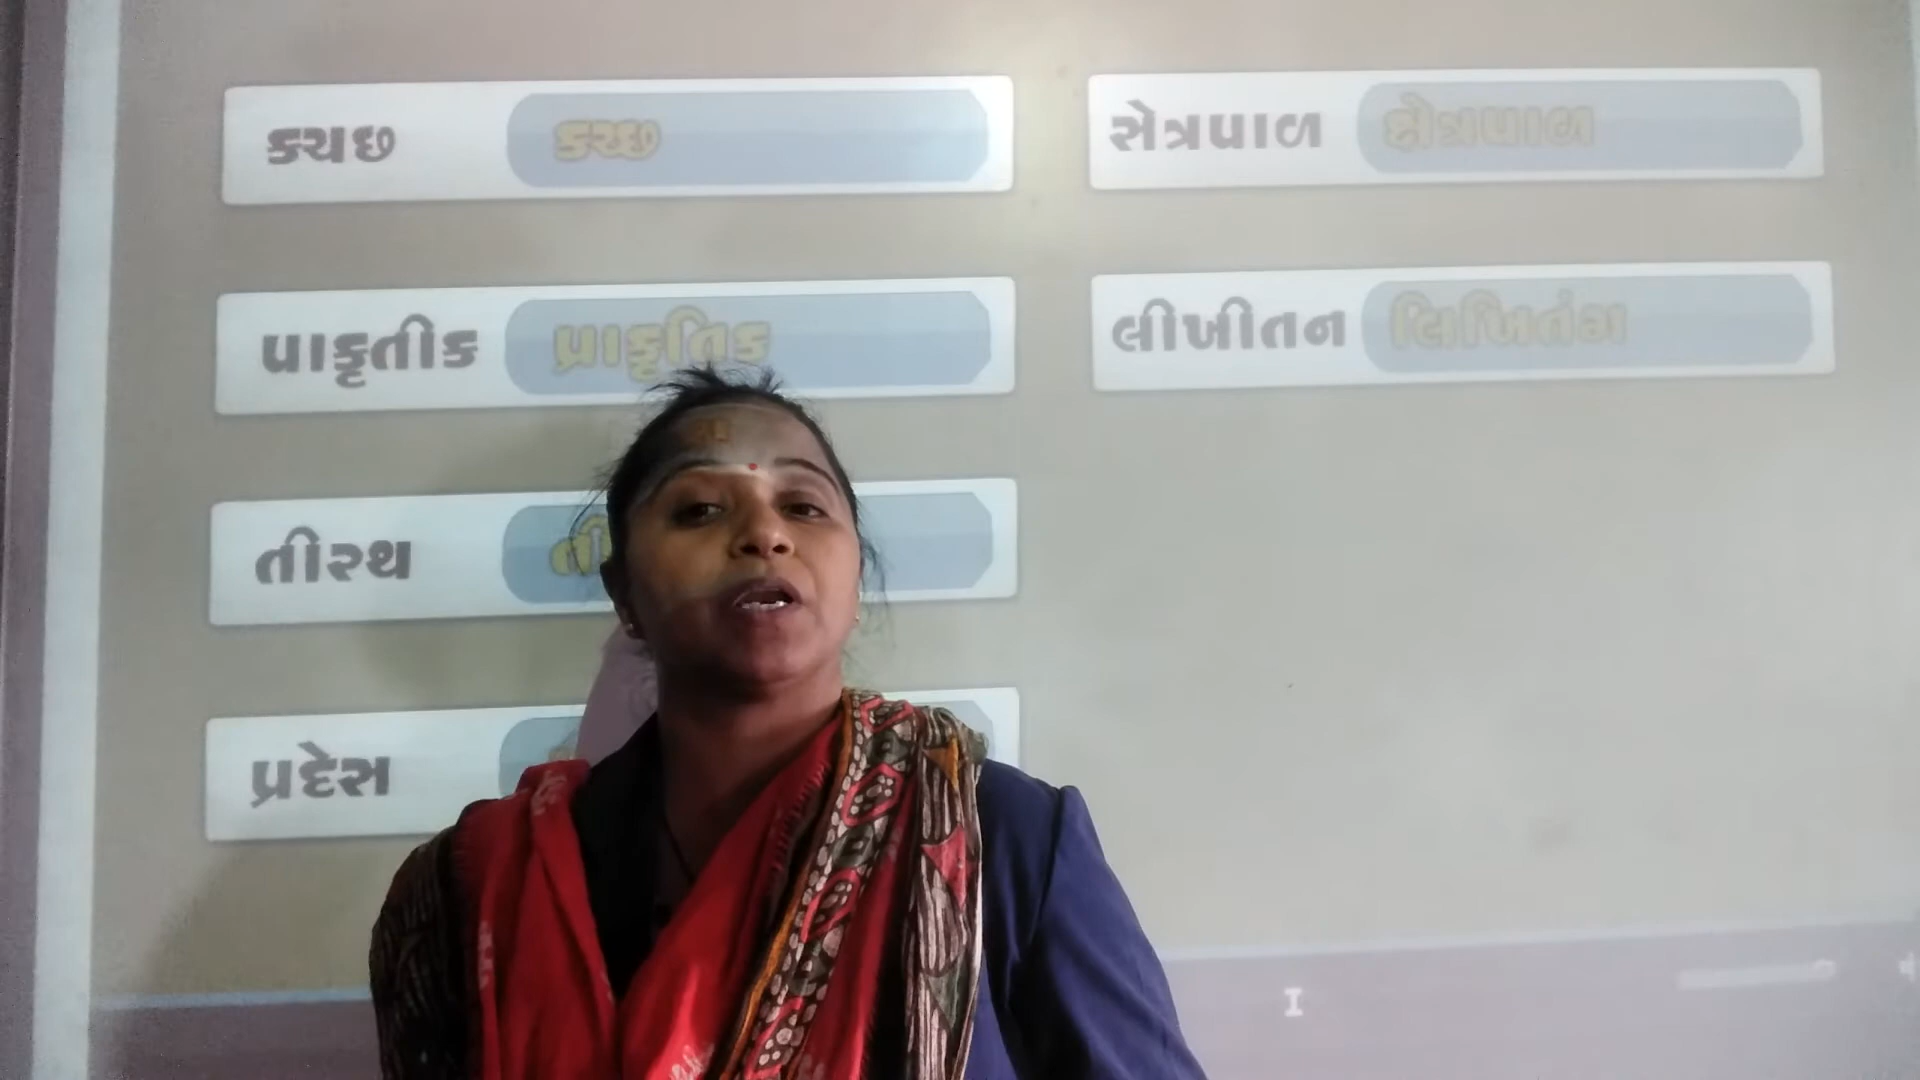 કચછ કચ્છ
પાકૃતીક પ્રાકૃતિક
તીરથ
પ્રદેસ
સેત્રપાળ ક્ષેત્રપાળ
લીખીતન લિખિતંગ